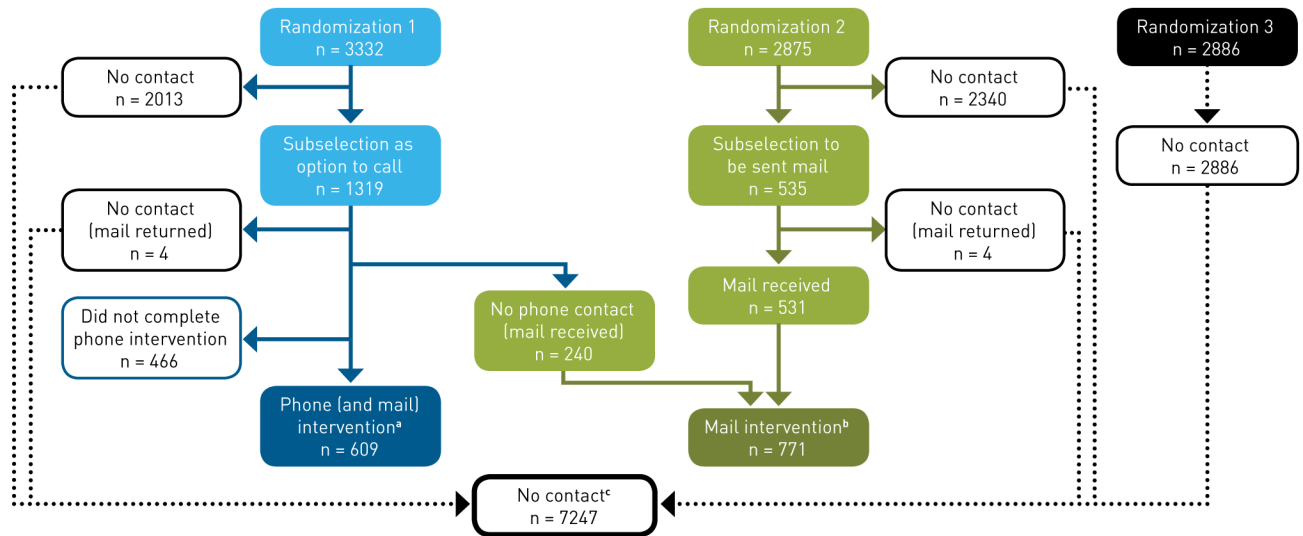 Randomization 1
n = 3332
Randomization 2
n = 2875
Randomization 3
n = 2886
No contact
n = 2013
No contact
n = 2340
Subselection as
option to call
n = 1319
Subselection to
be sent mail
n = 535
No contact
n = 2886
No contact
(mail returned)
n = 4
No contact
(mail returned)
n = 4
Mail received
n = 531
Did not complete
phone intervention
n = 466
No phone contact
(mail received)
n = 240
Phone (and mail)
interventionᵃ
n = 609
Mail interventionᵇ
n = 771
No contactᶜ
n = 7247